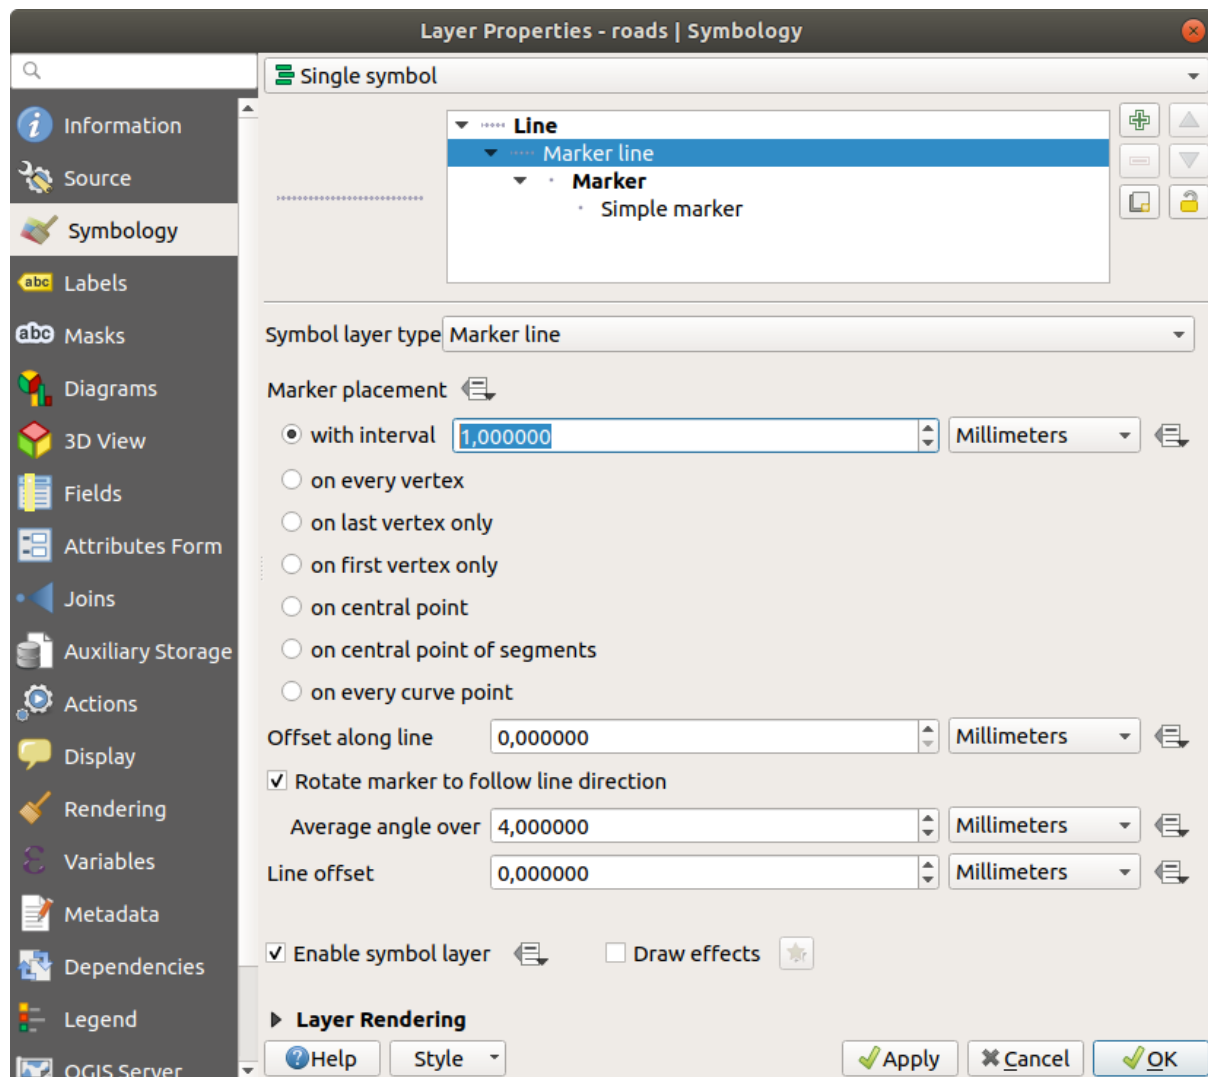 Layer Properties - roads | Symbology
Single symbol
Information
Source
Symbology
abc Labels
abc Masks
Diagrams
3D View
Fields
Attributes Form
Joins
Auxiliary Storage
Actions
Display
Rendering
Variables
Metadata
Dependencies
Legend
QGIS Server
Line
Marker line
Marker
Simple marker
Symbol layer type Marker line
Marker placement
with interval 1,000000 Millimeters
on every vertex
on last vertex only
on first vertex only
on central point
on central point of segments
on every curve point
Offset along line 0,000000 Millimeters
Rotate marker to follow line direction
Average angle over 4,000000 Millimeters
Line offset 0,000000 Millimeters
Enable symbol layer Draw effects
Layer Rendering
Help Style Apply Cancel OK